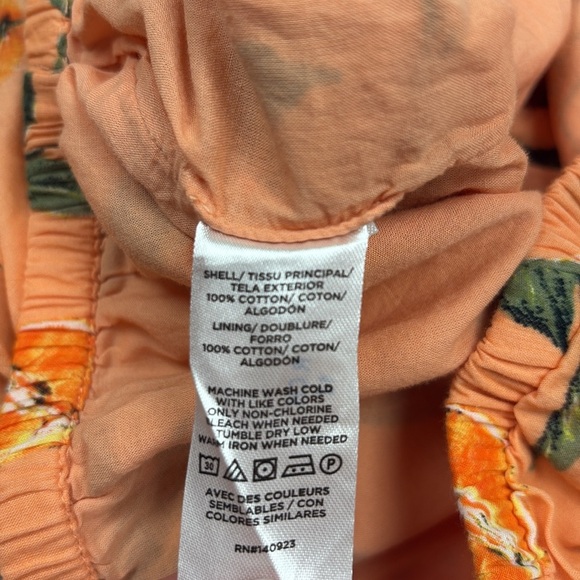 SHELL/ TISSU PRINCIPAL/
TELA EXTERIOR
100% COTTON/ COTON/
ALGODÓN
LINING/ DOUBLURE/
FORRO
100% COTTON/ COTON/
ALGODÓN
MACHINE WASH COLD
WITH LIKE COLORS
ONLY NON-CHLORINE
BLEACH WHEN NEEDED
TUMBLE DRY LOW
WARM IRON WHEN NEEDED
30 P
AVEC DES COULEURS
SEMBLABLES / CON
COLORES SIMILARES
RN#140923